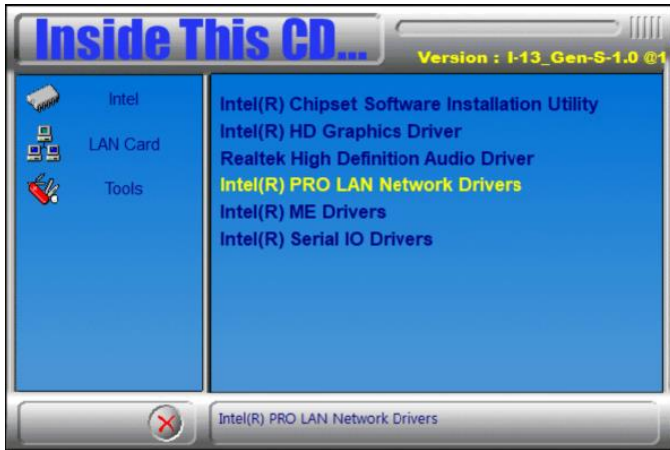 Inside This CD...
Version : I-13_Gen-S-1.0 @1
Intel
LAN Card
Tools
Intel(R) Chipset Software Installation Utility
Intel(R) HD Graphics Driver
Realtek High Definition Audio Driver
Intel(R) PRO LAN Network Drivers
Intel(R) ME Drivers
Intel(R) Serial IO Drivers
Intel(R) PRO LAN Network Drivers